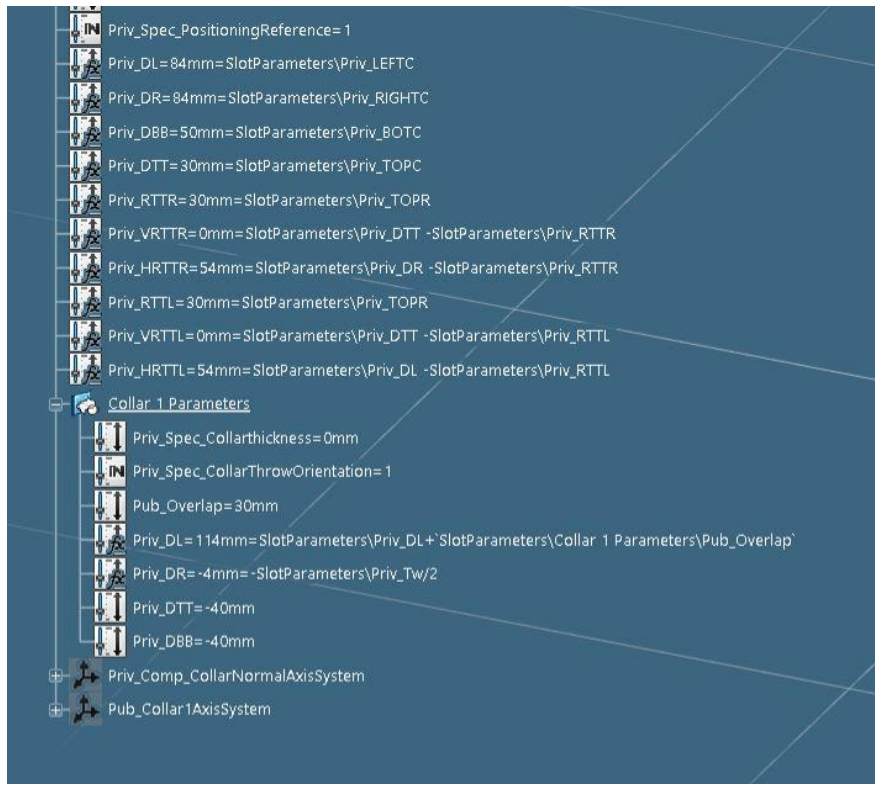 Priv_Spec_PositioningReference=1
Priv_DL=84mm=SlotParameters\Priv_LEFTC
Priv_DR=84mm=SlotParameters\Priv_RIGHTC
Priv_DBB=50mm=SlotParameters\Priv_BOTC
Priv_DTT=30mm=SlotParameters\Priv_TOPC
Priv_RTTR=30mm=SlotParameters\Priv_TOPR
Priv_VRTTR=0mm=SlotParameters\Priv_DTT -SlotParameters\Priv_RTTR
Priv_HRTTR=54mm=SlotParameters\Priv_DR -SlotParameters\Priv_RTTR
Priv_RTTL=30mm=SlotParameters\Priv_TOPR
Priv_VRTTL=0mm=SlotParameters\Priv_DTT -SlotParameters\Priv_RTTL
Priv_HRTTL=54mm=SlotParameters\Priv_DL -SlotParameters\Priv_RTTL
Collar 1 Parameters
Priv_Spec_Collarthickness=0mm
Priv_Spec_CollarThrowOrientation=1
Pub_Overlap=30mm
Priv_DL=114mm=SlotParameters\Priv_DL+`SlotParameters\Collar 1 Parameters\Pub_Overlap`
Priv_DR=-4mm=-SlotParameters\Priv_Tw/2
Priv_DTT=-40mm
Priv_DBB=-40mm
Priv_Comp_CollarNormalAxisSystem
Pub_Collar1AxisSystem